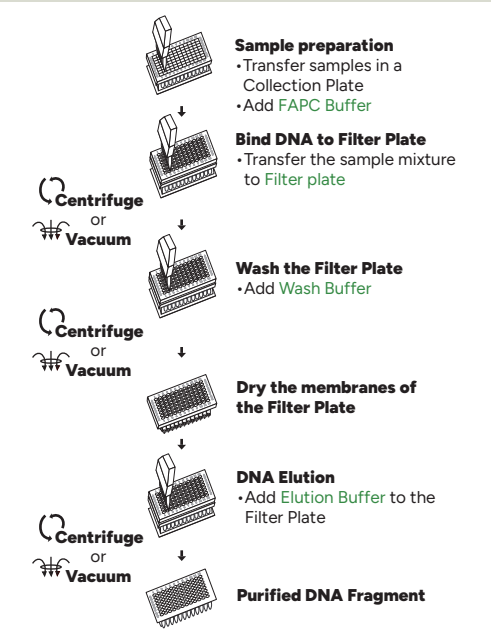 Sample preparation
•Transfer samples in a
Collection Plate
•Add FAPC Buffer
Bind DNA to Filter Plate
•Transfer the sample mixture
to Filter plate
Centrifuge
or
Vacuum
Wash the Filter Plate
•Add Wash Buffer
Centrifuge
or
Vacuum
Dry the membranes of
the Filter Plate
DNA Elution
•Add Elution Buffer to the
Filter Plate
Centrifuge
or
Vacuum
Purified DNA Fragment